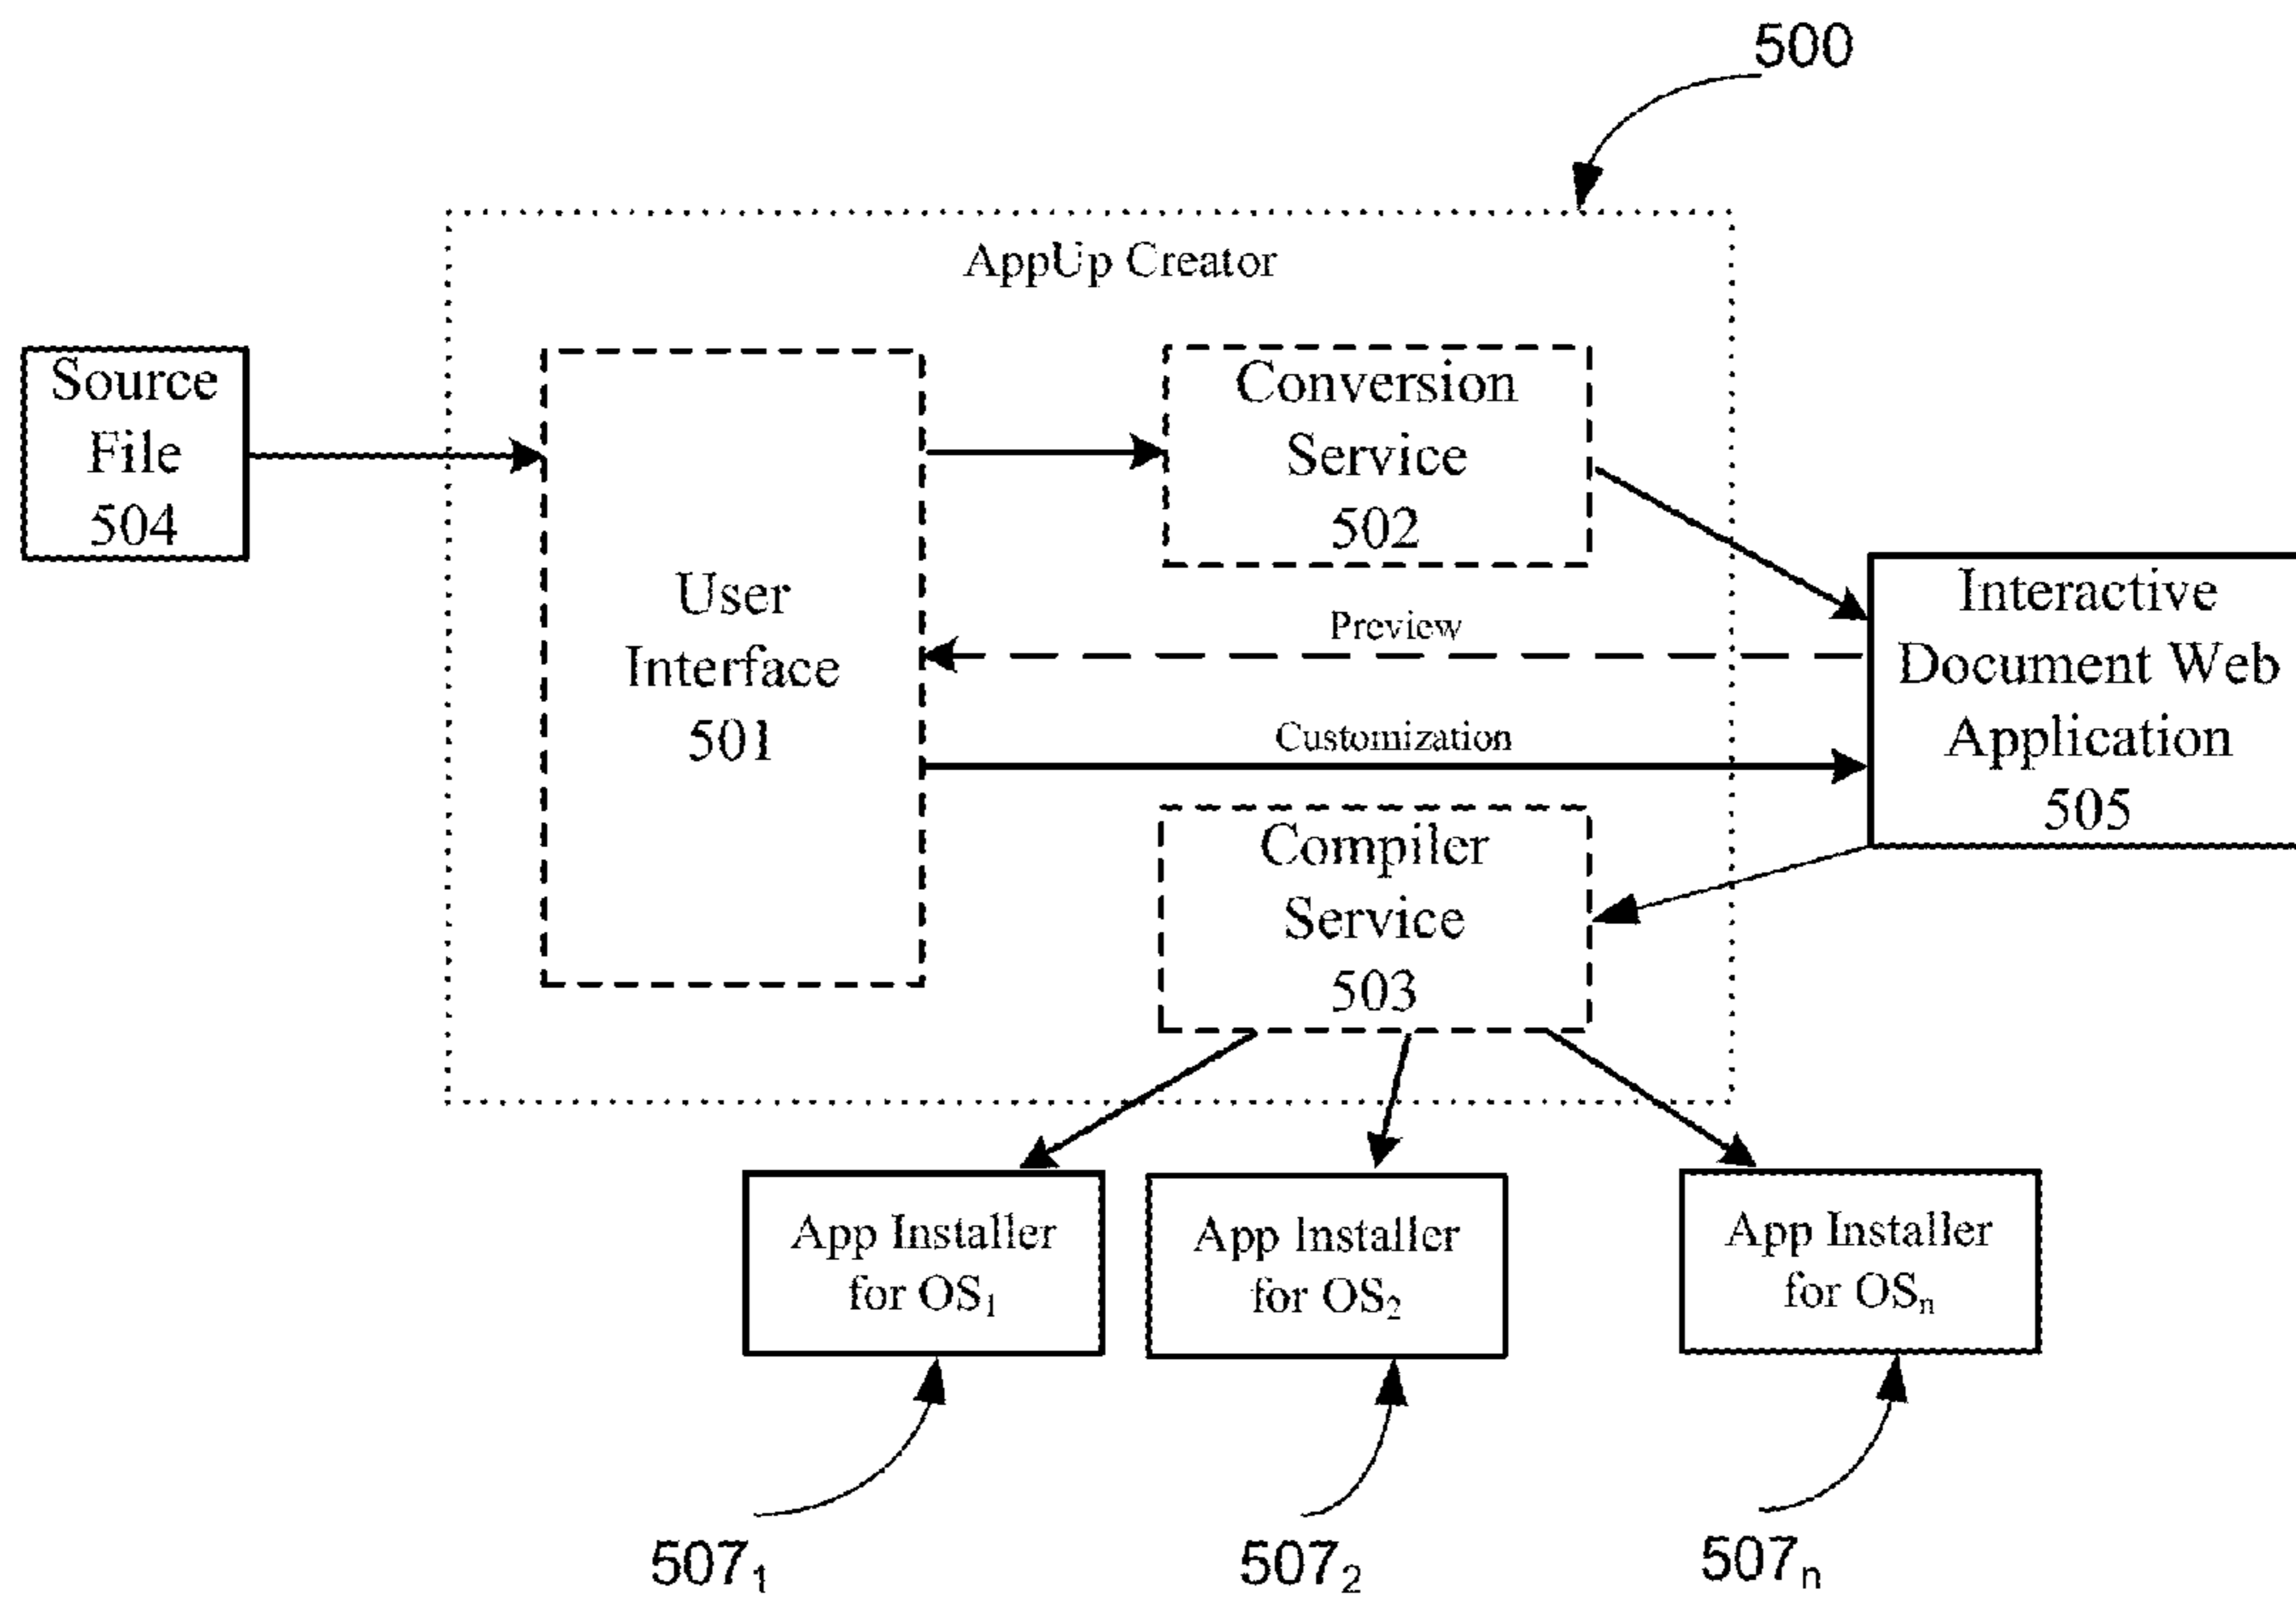 500
AppUp Creator
Source
File
504
User
Interface
501
Conversion
Service
502
Preview
Customization
Interactive
Document Web
Application
505
Compiler
Service
503
App Installer
for OS₁
App Installer
for OS₂
App Installer
for OSₙ
507₁
507₂
507ₙ